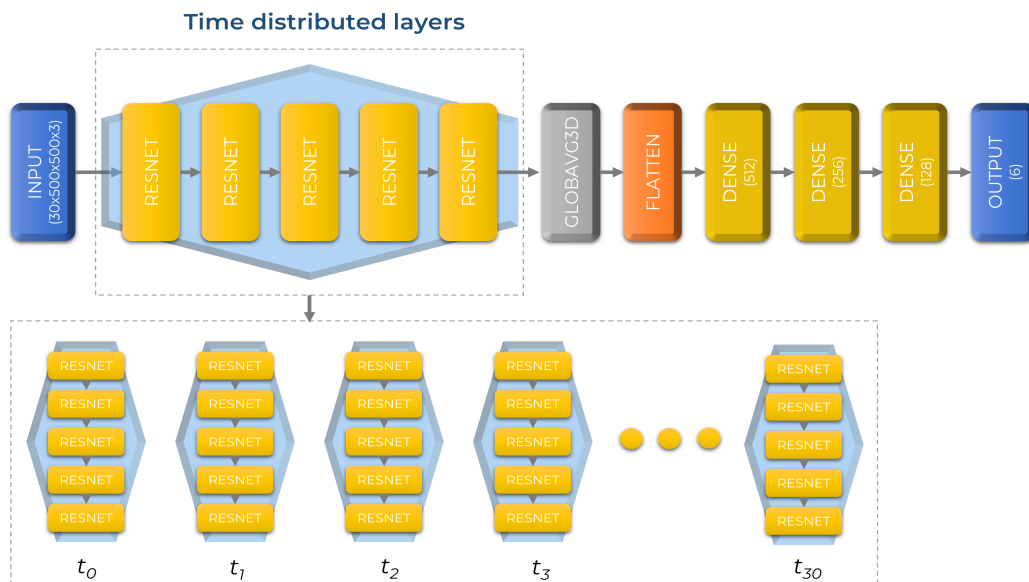 Time distributed layers
INPUT
(30x500x500x3)
RESNET
RESNET
RESNET
RESNET
RESNET
GLOBAVG3D
FLATTEN
DENSE
(512)
DENSE
(256)
DENSE
(128)
OUTPUT
(6)
RESNET
RESNET
RESNET
RESNET
RESNET
t0
RESNET
RESNET
RESNET
RESNET
RESNET
t1
RESNET
RESNET
RESNET
RESNET
RESNET
t2
RESNET
RESNET
RESNET
RESNET
RESNET
t3
RESNET
RESNET
RESNET
RESNET
RESNET
t30